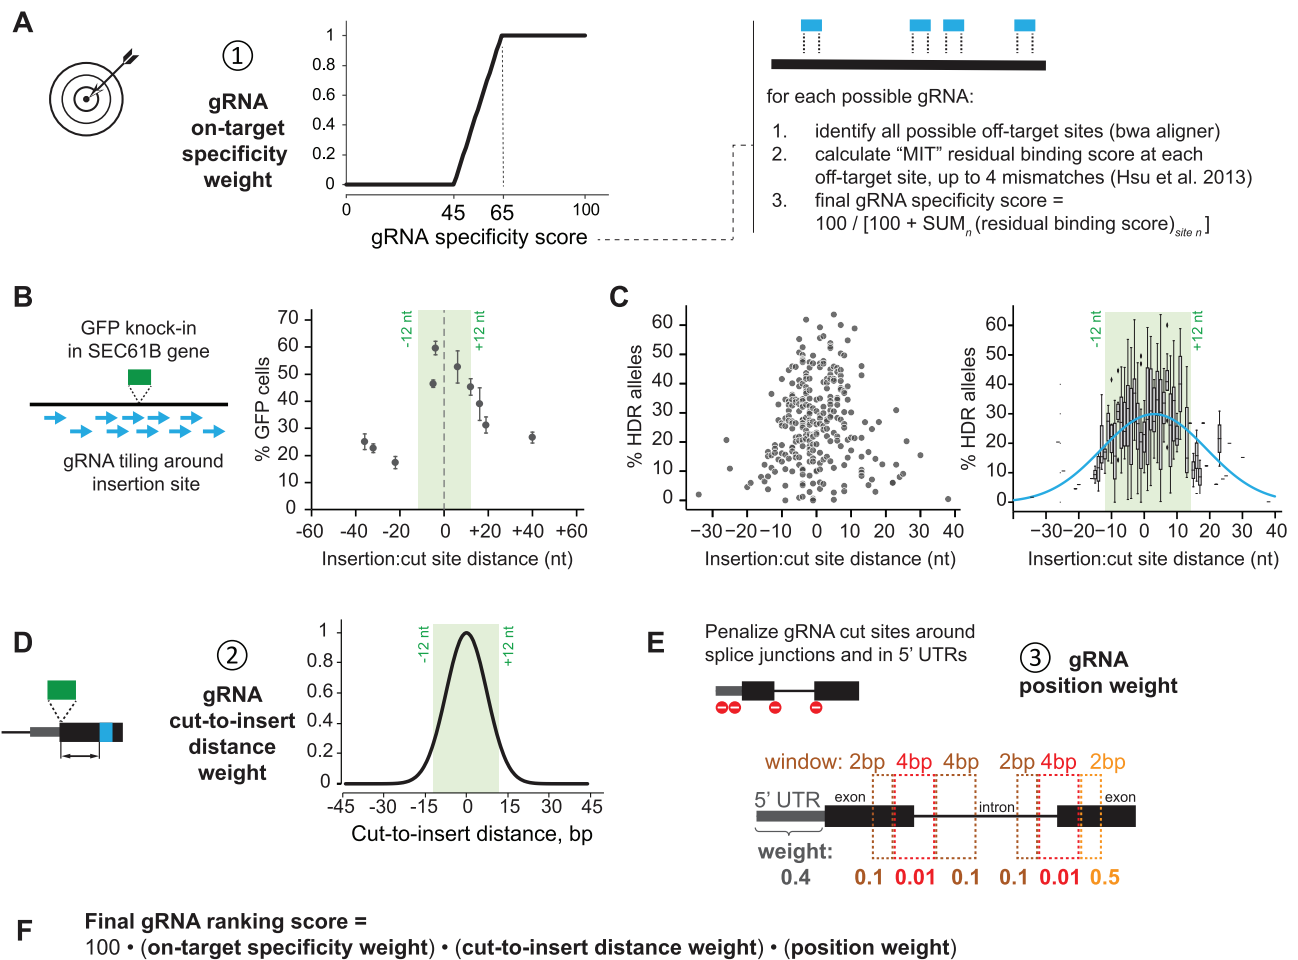 A
1
gRNA
on-target
specificity
weight
1
0.8
0.6
0.4
0.2
0
0
45
65
100
gRNA specificity score
for each possible gRNA:
1. identify all possible off-target sites (bwa aligner)
2. calculate “MIT” residual binding score at each
off-target site, up to 4 mismatches (Hsu et al. 2013)
3. final gRNA specificity score =
100 / [100 + SUMn (residual binding score)site n ]
B
GFP knock-in
in SEC61B gene
gRNA tiling around
insertion site
% GFP cells
70
60
50
40
30
20
10
0
-12 nt
+12 nt
-60 -40 -20 0 +20 +40 +60
Insertion:cut site distance (nt)
C
% HDR alleles
60
50
40
30
20
10
0
−30 −20 −10 0 10 20 30 40
Insertion:cut site distance (nt)
% HDR alleles
60
50
40
30
20
10
0
-12 nt
+12 nt
−30 −20 −10 0 10 20 30 40
Insertion:cut site distance (nt)
D
2
gRNA
cut-to-insert
distance
weight
1
0.8
0.6
0.4
0.2
0
-12 nt
+12 nt
-45 -30 -15 0 15 30 45
Cut-to-insert distance, bp
E
Penalize gRNA cut sites around
splice junctions and in 5’ UTRs
3
gRNA
position weight
window: 2bp 4bp 4bp 2bp 4bp 2bp
5’ UTR exon intron exon
weight:
0.4 0.1 0.01 0.1 0.1 0.01 0.5
F
Final gRNA ranking score =
100 • (on-target specificity weight) • (cut-to-insert distance weight) • (position weight)